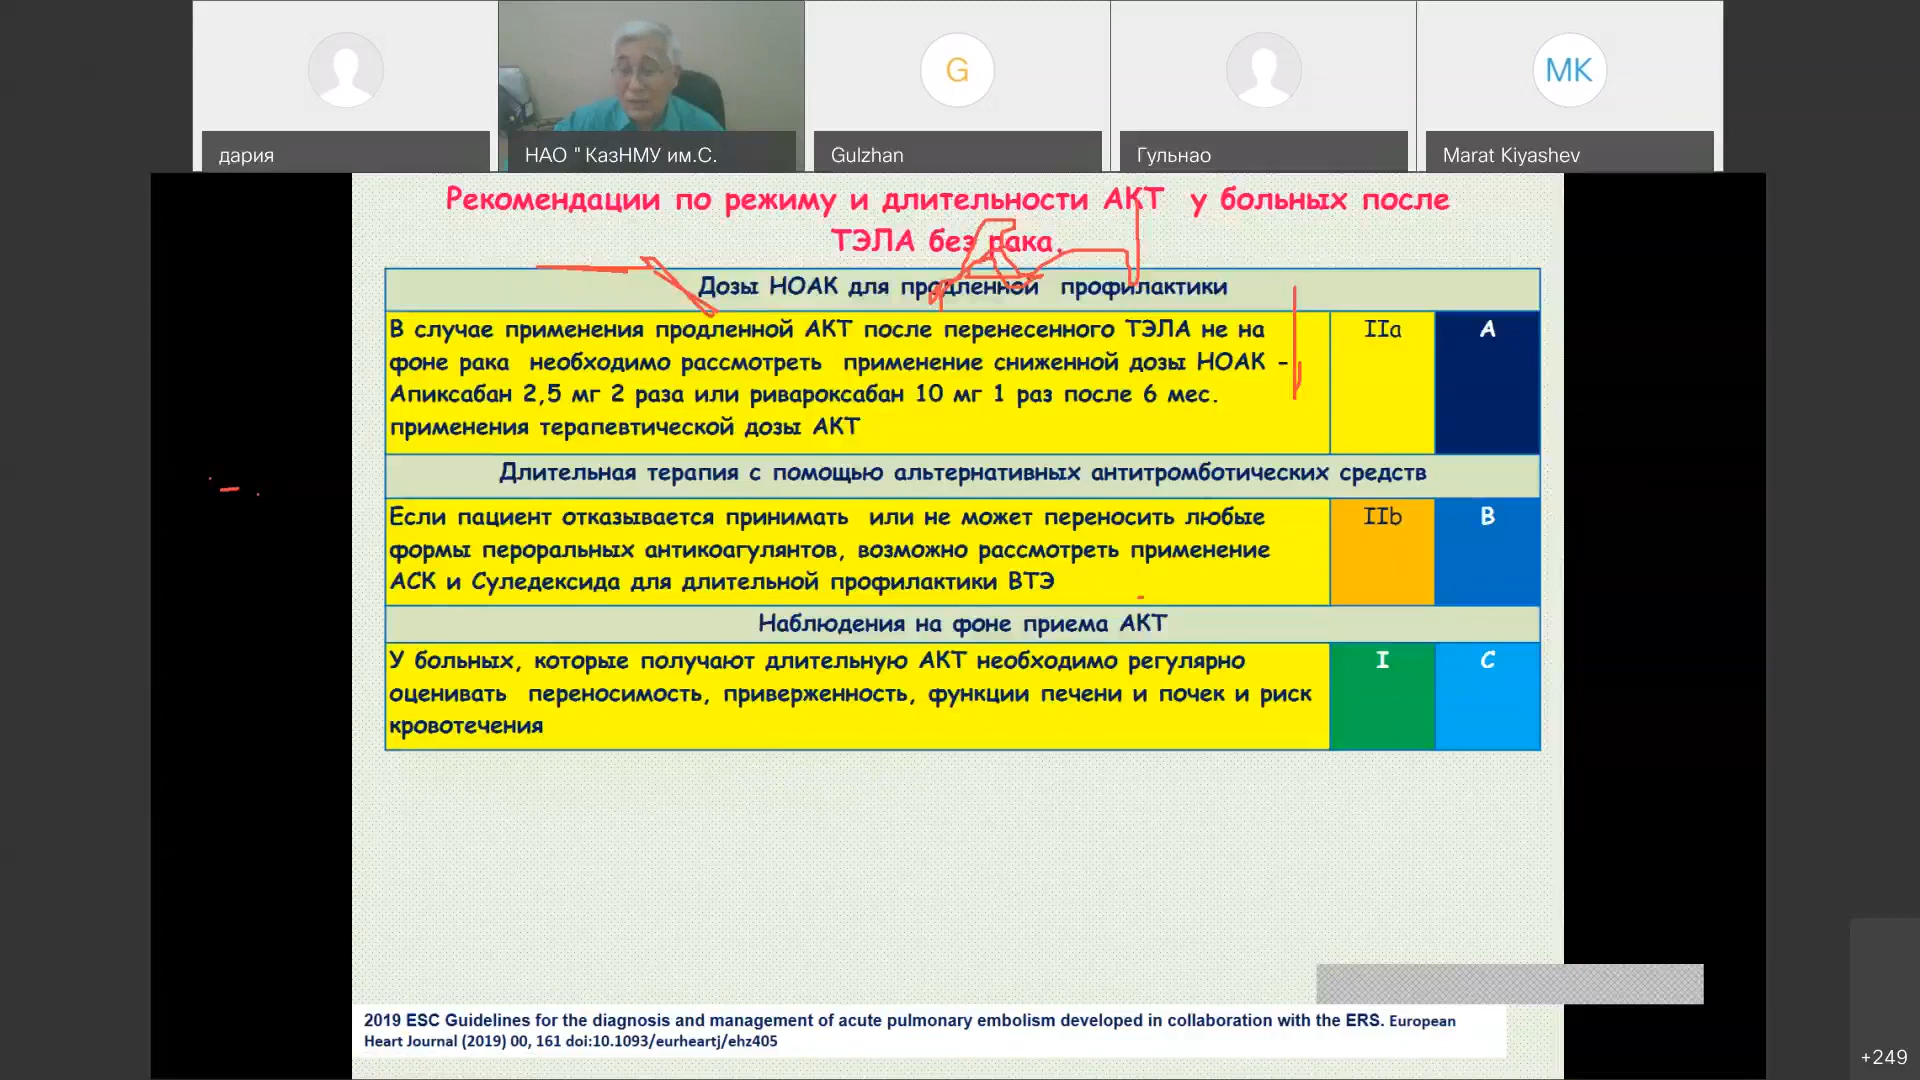 дария
НАО " КазНМУ им.С.
G
Gulzhan
Гульнао
MK
Marat Kiyashev
Рекомендации по режиму и длительности АКТ у больных после
ТЭЛА без рака.
Дозы НОАК для продленной профилактики
В случае применения продленной АКТ после перенесенного ТЭЛА не на
фоне рака необходимо рассмотреть применение сниженной дозы НОАК -
Апиксабан 2,5 мг 2 раза или ривароксабан 10 мг 1 раз после 6 мес.
применения терапевтической дозы АКТ
IIa
A
Длительная терапия с помощью альтернативных антитромботических средств
Если пациент отказывается принимать или не может переносить любые
формы пероральных антикоагулянтов, возможно рассмотреть применение
АСК и Суледексида для длительной профилактики ВТЭ
IIb
B
Наблюдения на фоне приема АКТ
У больных, которые получают длительную АКТ необходимо регулярно
оценивать переносимость, приверженность, функции печени и почек и риск
кровотечения
I
C
2019 ESC Guidelines for the diagnosis and management of acute pulmonary embolism developed in collaboration with the ERS. European
Heart Journal (2019) 00, 161 doi:10.1093/eurheartj/ehz405
+249